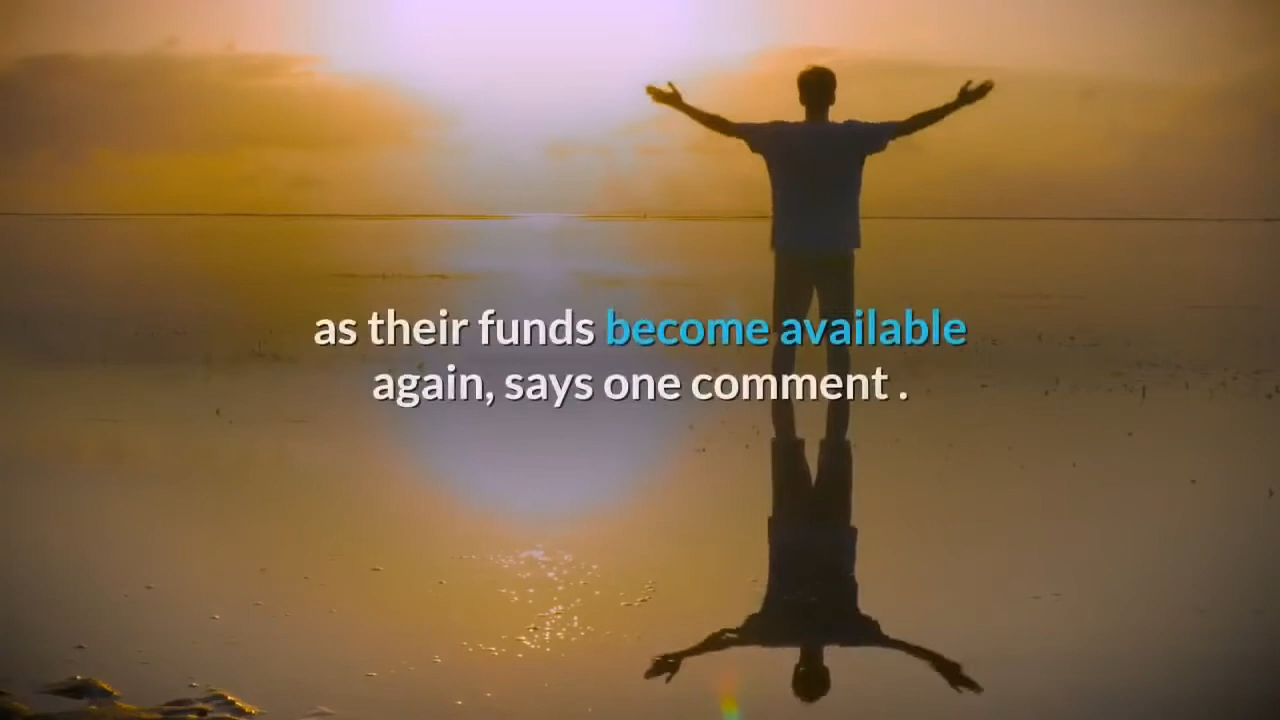 as their funds become available
again, says one comment .